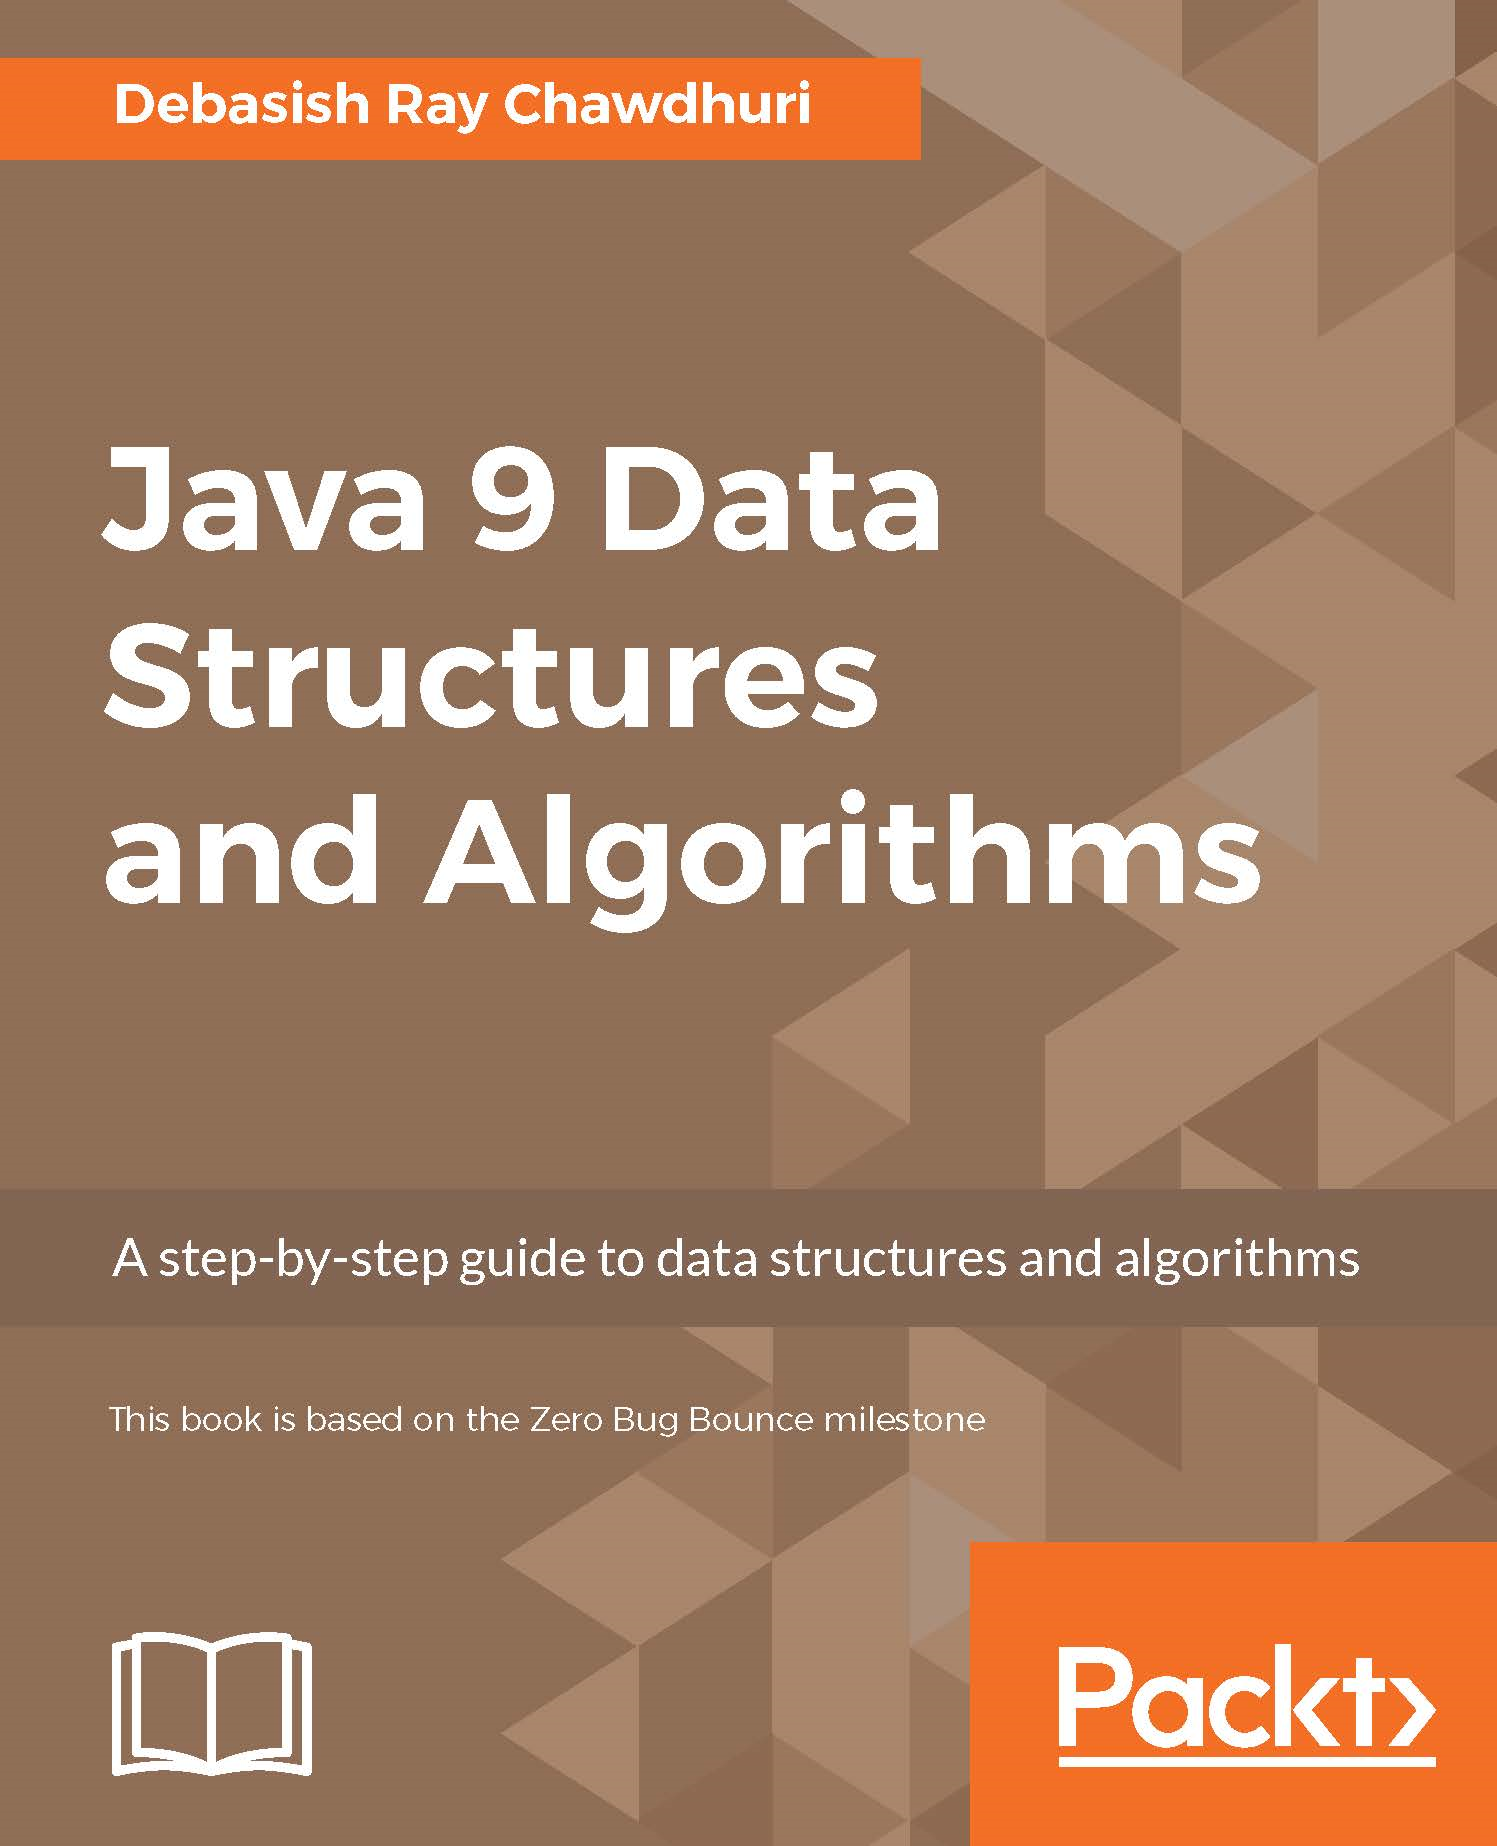 Debasish Ray Chawdhuri
Java 9 Data
Structures
and Algorithms
A step-by-step guide to data structures and algorithms
This book is based on the Zero Bug Bounce milestone
Packt>